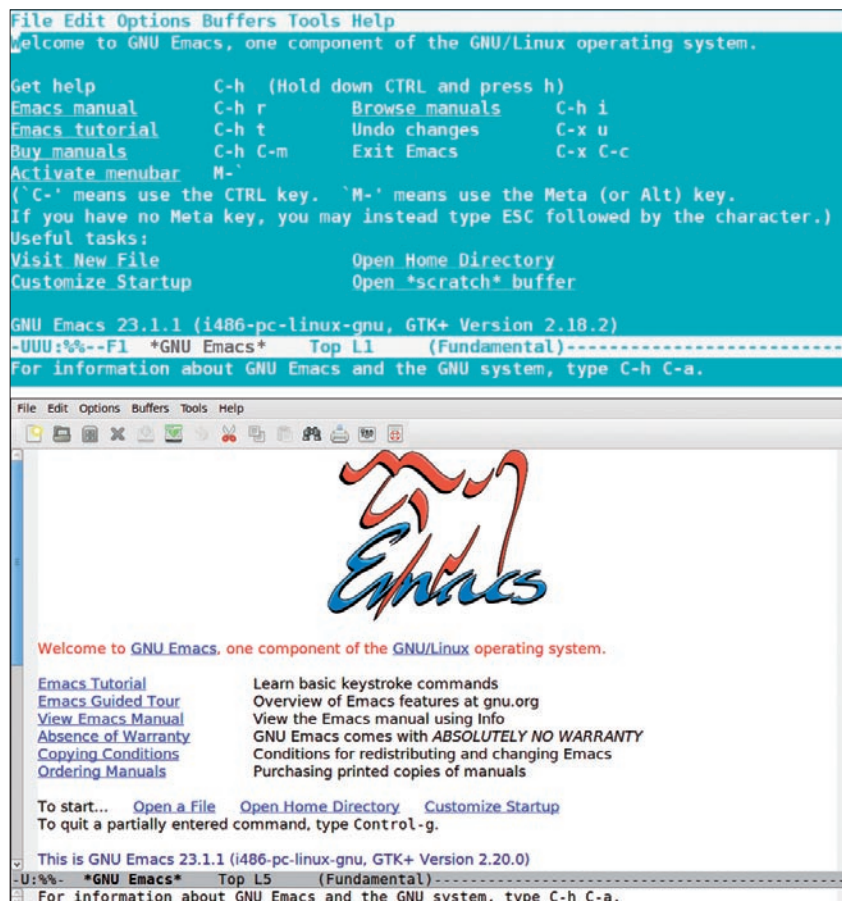 File Edit Options Buffers Tools Help
Welcome to GNU Emacs, one component of the GNU/Linux operating system.
Get help C-h (Hold down CTRL and press h)
Emacs manual C-h r Browse manuals C-h i
Emacs tutorial C-h t Undo changes C-x u
Buy manuals C-h C-m Exit Emacs C-x C-c
Activate menubar M-`
(`C-' means use the CTRL key. `M-' means use the Meta (or Alt) key.
If you have no Meta key, you may instead type ESC followed by the character.)
Useful tasks:
Visit New File Open Home Directory
Customize Startup Open *scratch* buffer
GNU Emacs 23.1.1 (i486-pc-linux-gnu, GTK+ Version 2.18.2)
-UUU:%%--F1 *GNU Emacs* Top L1 (Fundamental)--------------------------
For information about GNU Emacs and the GNU system, type C-h C-a.
File Edit Options Buffers Tools Help
Emacs
Welcome to GNU Emacs, one component of the GNU/Linux operating system.
Emacs Tutorial Learn basic keystroke commands
Emacs Guided Tour Overview of Emacs features at gnu.org
View Emacs Manual View the Emacs manual using Info
Absence of Warranty GNU Emacs comes with ABSOLUTELY NO WARRANTY
Copying Conditions Conditions for redistributing and changing Emacs
Ordering Manuals Purchasing printed copies of manuals
To start... Open a File Open Home Directory Customize Startup
To quit a partially entered command, type Control-g.
This is GNU Emacs 23.1.1 (i486-pc-linux-gnu, GTK+ Version 2.20.0)
-U:%%- *GNU Emacs* Top L5 (Fundamental)--------------------------------------
For information about GNU Emacs and the GNU system, type C-h C-a.